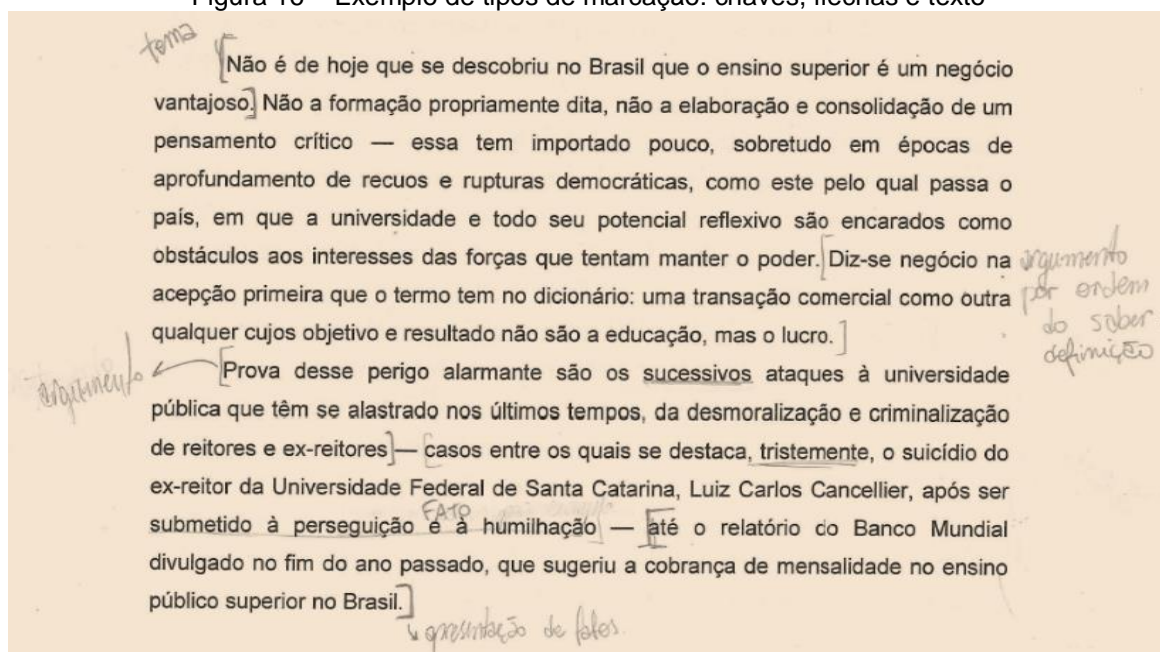 Figura 18 – Exemplo de tipos de marcação: chaves, flechas e texto
tema
[Não é de hoje que se descobriu no Brasil que o ensino superior é um negócio
vantajoso.] Não a formação propriamente dita, não a elaboração e consolidação de um
pensamento crítico — essa tem importado pouco, sobretudo em épocas de
aprofundamento de recuos e rupturas democráticas, como este pelo qual passa o
país, em que a universidade e todo seu potencial reflexivo são encarados como
obstáculos aos interesses das forças que tentam manter o poder. [Diz-se negócio na
acepção primeira que o termo tem no dicionário: uma transação comercial como outra
qualquer cujos objetivo e resultado não são a educação, mas o lucro.]
argumento
por ordem
do saber
definição
argumento
[Prova desse perigo alarmante são os sucessivos ataques à universidade
pública que têm se alastrado nos últimos tempos, da desmoralização e criminalização
de reitores e ex-reitores] — [casos entre os quais se destaca, tristemente, o suicídio do
ex-reitor da Universidade Federal de Santa Catarina, Luiz Carlos Cancellier, após ser
FATO
submetido à perseguição e à humilhação] — [até o relatório do Banco Mundial
divulgado no fim do ano passado, que sugeriu a cobrança de mensalidade no ensino
público superior no Brasil.]
apresentação de fatos.